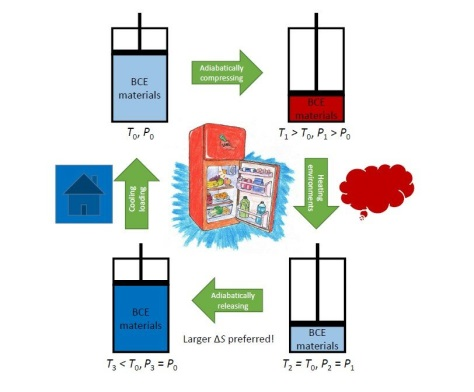 BCE
materials
T0, P0
Adiabatically
compressing
BCE
materials
T1 > T0, P1 > P0
Cooling
loading
Heating
environments
BCE
materials
T3 < T0, P3 = P0
Adiabatically
releasing
Larger ΔS preferred!
BCE
materials
T2 = T0, P2 = P1